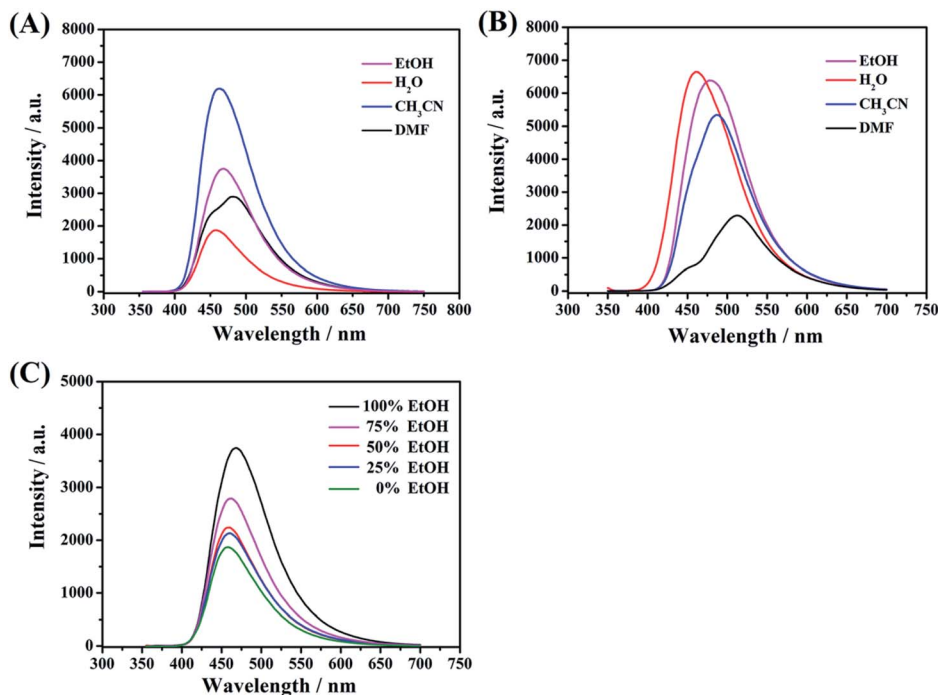 (A)
8000
7000
6000
5000
4000
3000
2000
1000
0
300 350 400 450 500 550 600 650 700 750 800
Intensity / a.u.
Wavelength / nm
EtOH
H₂O
CH₃CN
DMF
(B)
8000
7000
6000
5000
4000
3000
2000
1000
0
300 350 400 450 500 550 600 650 700 750
Intensity / a.u.
Wavelength / nm
EtOH
H₂O
CH₃CN
DMF
(C)
5000
4000
3000
2000
1000
0
300 350 400 450 500 550 600 650 700 750
Intensity / a.u.
Wavelength / nm
100% EtOH
75% EtOH
50% EtOH
25% EtOH
0% EtOH